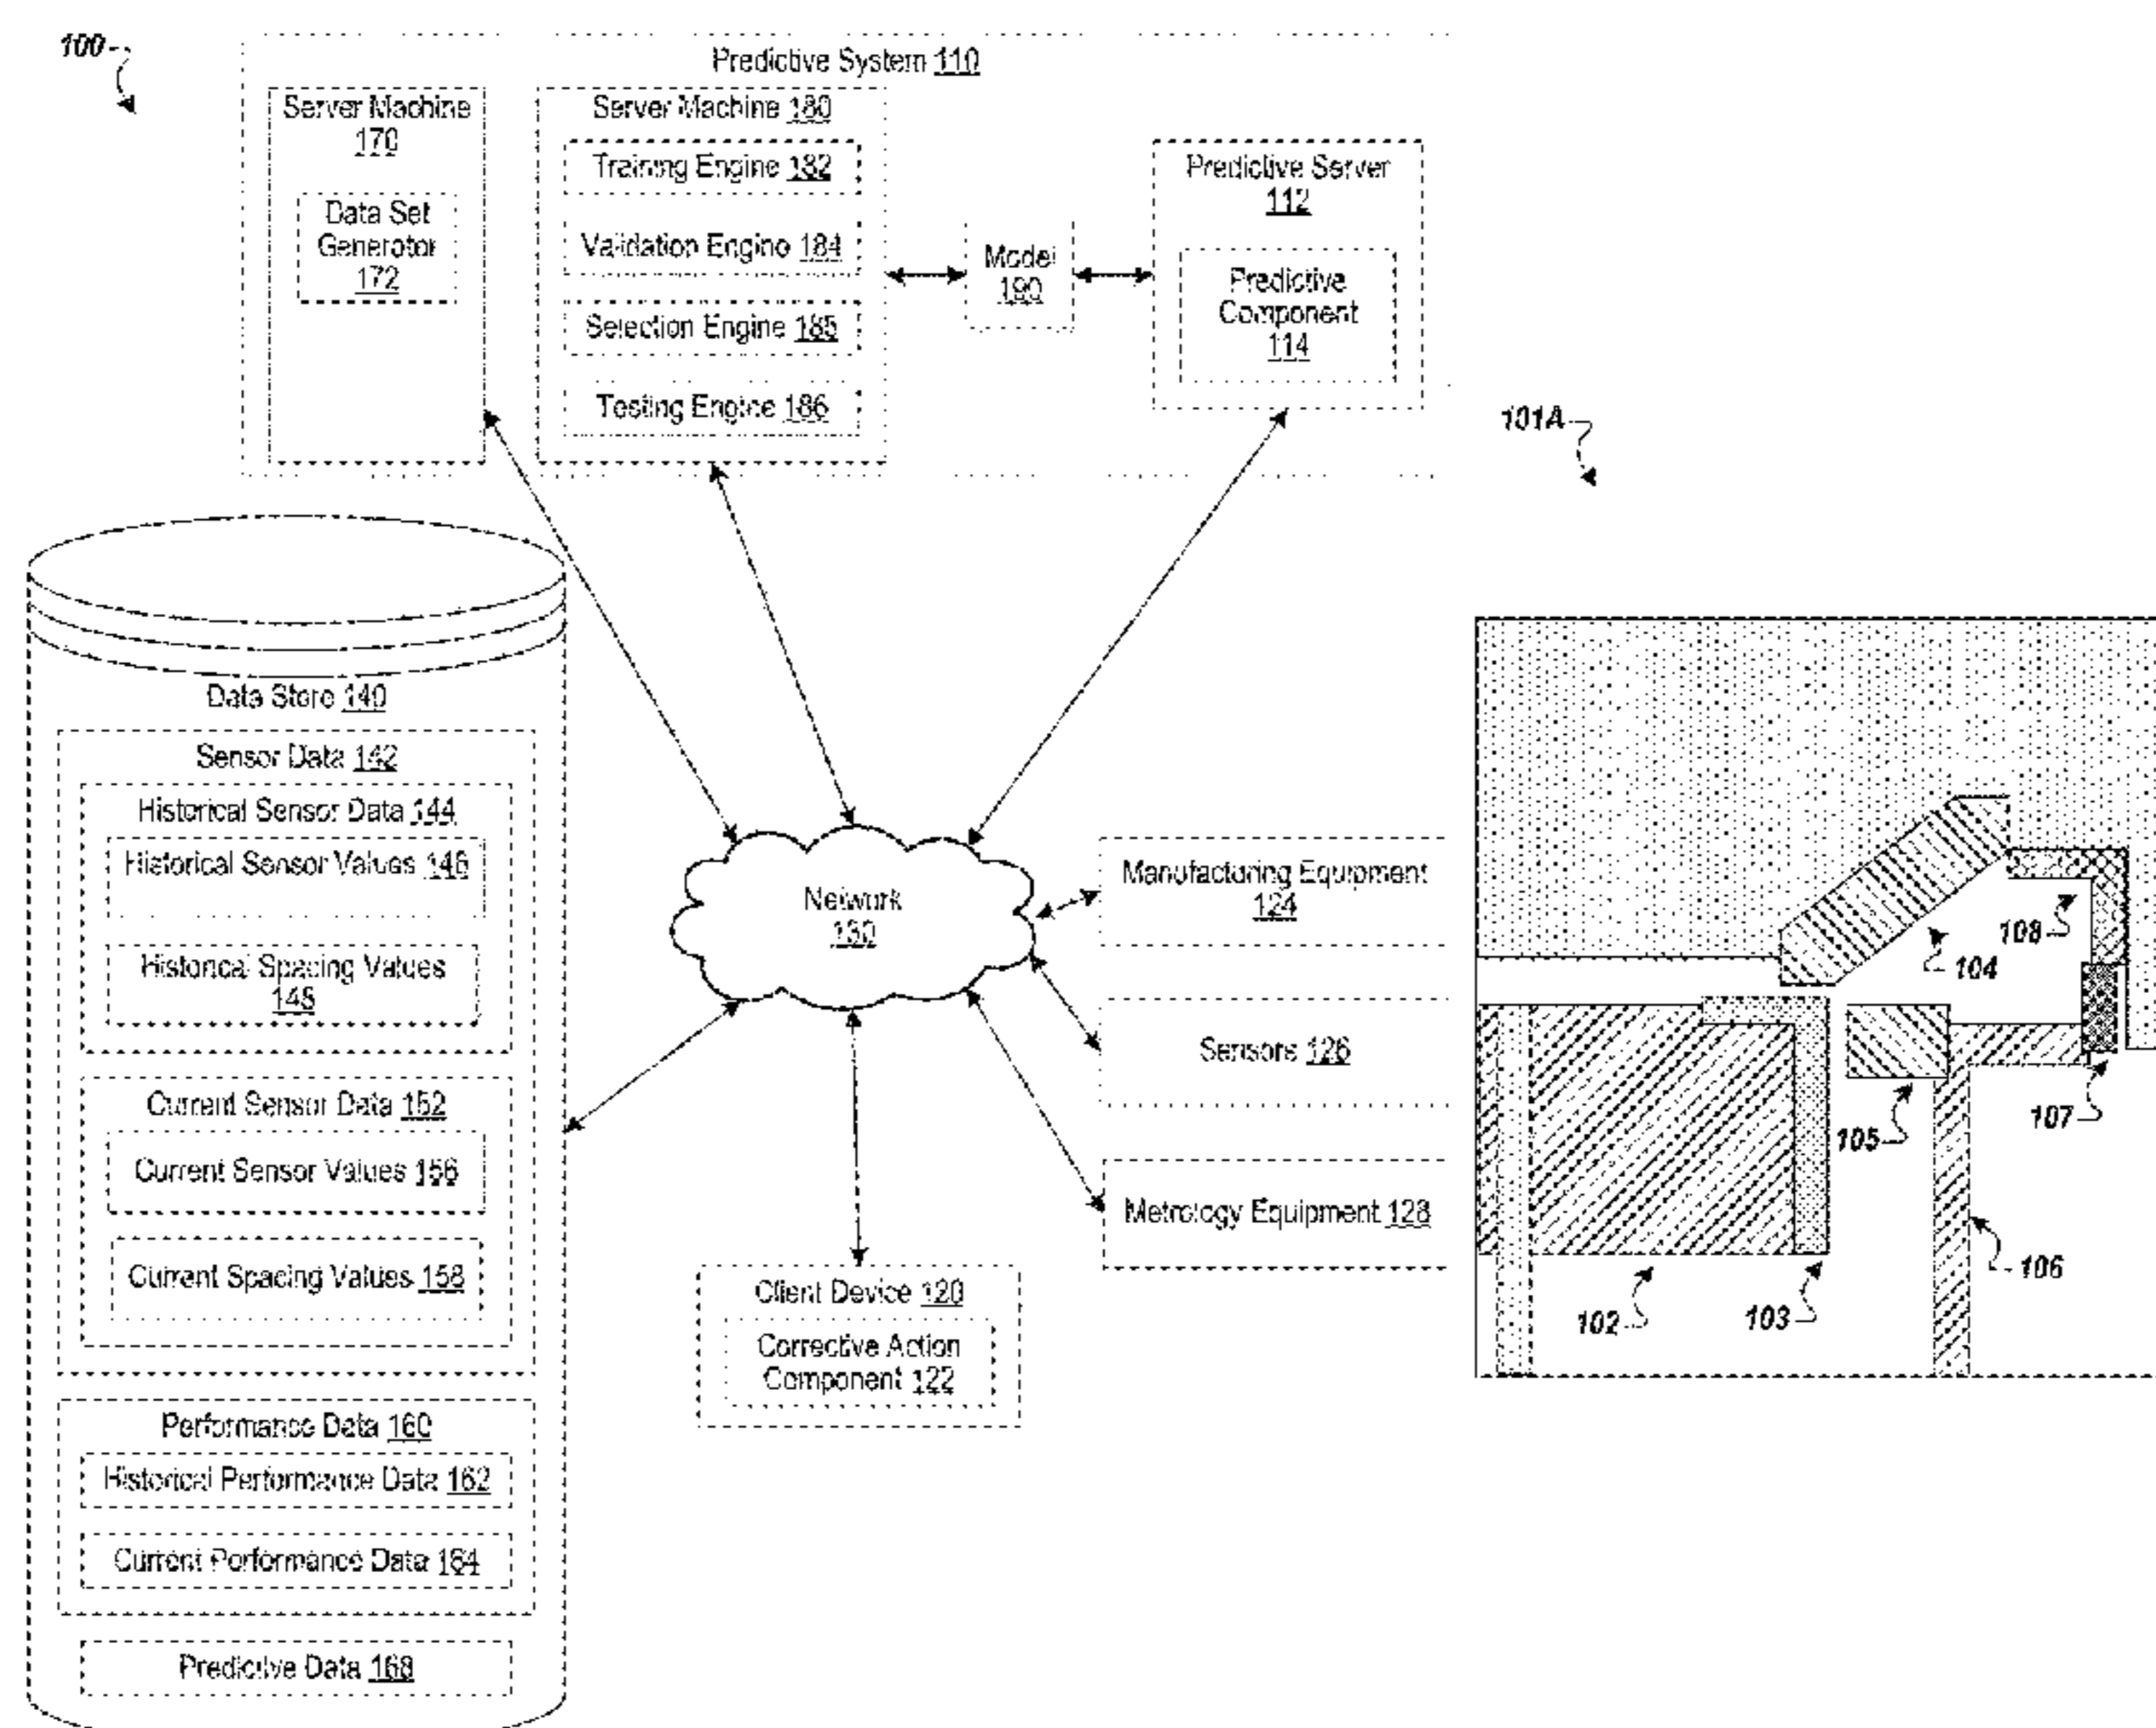 100
Predictive System 110
Server Machine
170
Data Set
Generator
172
Server Machine 180
Training Engine 182
Validation Engine 184
Selection Engine 185
Testing Engine 186
Model
190
Predictive Server
112
Predictive
Component
114
101A
Data Store 140
Sensor Data 142
Historical Sensor Data 144
Historical Sensor Values 146
Historical Spacing Values
148
Current Sensor Data 152
Current Sensor Values 156
Current Spacing Values 158
Performance Data 160
Historical Performance Data 162
Current Performance Data 164
Predictive Data 168
Network
130
Manufacturing Equipment
124
Sensors 126
Metrology Equipment 128
Client Device 120
Corrective Action
Component 122
108
104
107
105
106
102
103